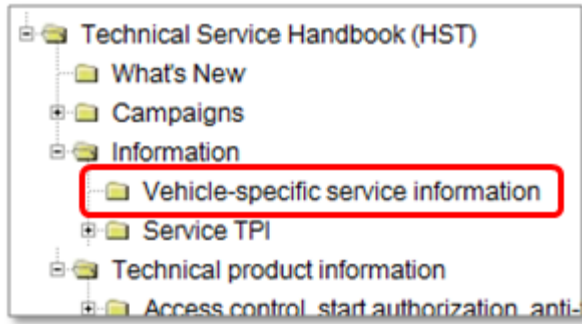 Technical Service Handbook (HST)
What's New
Campaigns
Information
Vehicle-specific service information
Service TPI
Technical product information
Access control, start authorization, anti-